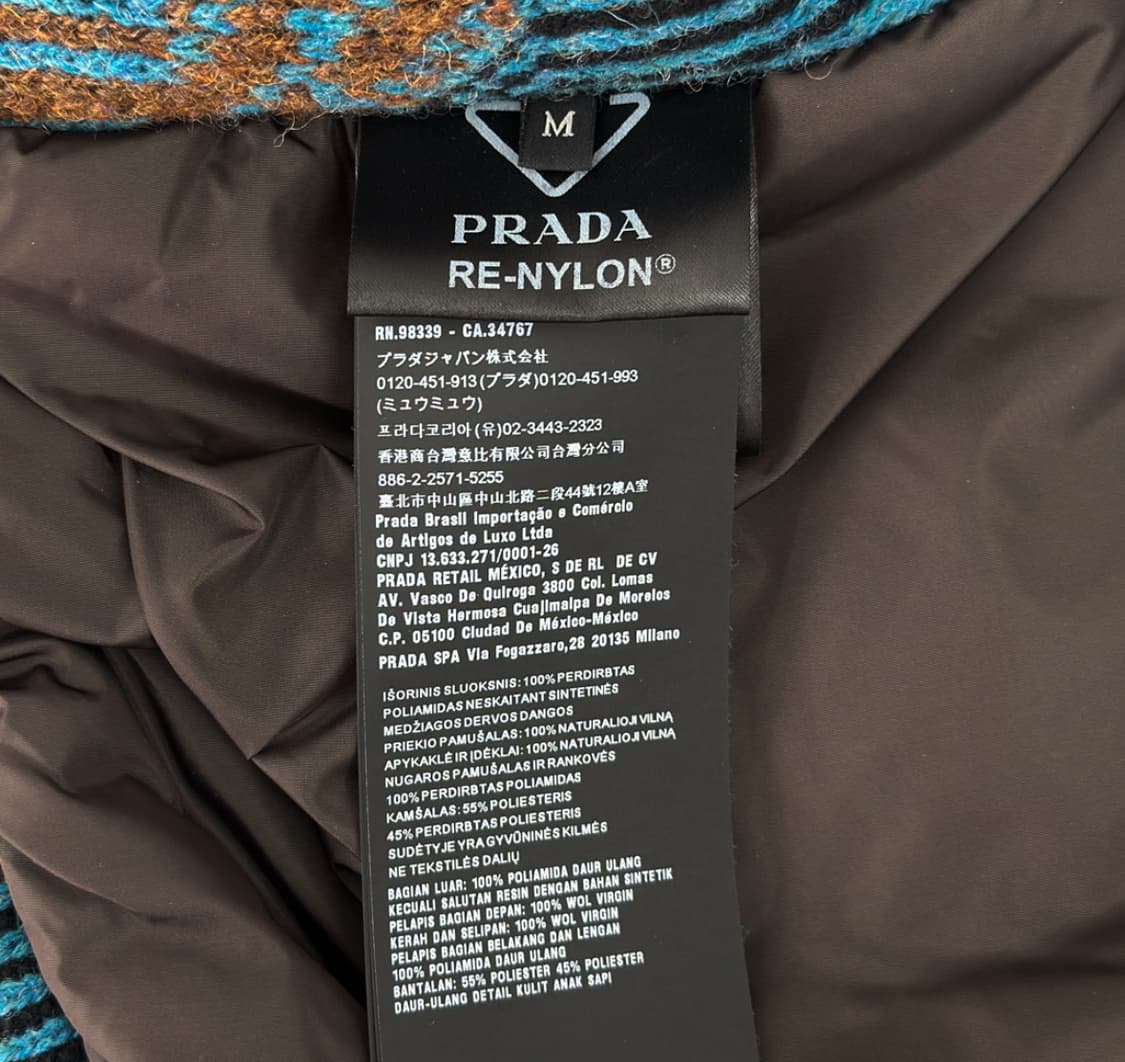 M
PRADA
RE-NYLON®
RN.98339 - CA.34767
プラダジャパン株式会社
0120-451-913(プラダ)0120-451-993
(ミュウミュウ)
프라다코리아(유)02-3443-2323
香港商台灣意比有限公司台灣分公司
886-2-2571-5255
臺北市中山區中山北路二段44號12樓A室
Prada Brasil Importação e Comércio
de Artigos de Luxo Ltda
CNPJ 13.633.271/0001-26
PRADA RETAIL MÉXICO, S DE RL DE CV
AV. Vasco De Quiroga 3800 Col. Lomas
De Vista Hermosa Cuajimalpa De Morelos
C.P. 05100 Ciudad De México-México
PRADA SPA Via Fogazzaro,28 20135 Milano
IŠORINIS SLUOKSNIS: 100% PERDIRBTAS
POLIAMIDAS NESKAITANT SINTETINĖS
MEDŽIAGOS DERVOS DANGOS
PRIEKIO PAMUŠALAS: 100% NATURALIOJI VILNĄ
APYKAKLĖ IR ĮDĖKLAI: 100% NATURALIOJI VILNĄ
NUGAROS PAMUŠALAS IR RANKOVĖS
100% PERDIRBTAS POLIAMIDAS
KAMŠALAS: 55% POLIESTERIS
45% PERDIRBTAS POLIESTERIS
SUDĖTYJE YRA GYVŪNINĖS KILMĖS
NE TEKSTILĖS DALIŲ
BAGIAN LUAR: 100% POLIAMIDA DAUR ULANG
KECUALI SALUTAN RESIN DENGAN BAHAN SINTETIK
PELAPIS BAGIAN DEPAN: 100% WOL VIRGIN
KERAH DAN SELIPAN: 100% WOL VIRGIN
PELAPIS BAGIAN BELAKANG DAN LENGAN
100% POLIAMIDA DAUR ULANG
BANTALAN: 55% POLIESTER 45% POLIESTER
DAUR-ULANG DETAIL KULIT ANAK SAPI